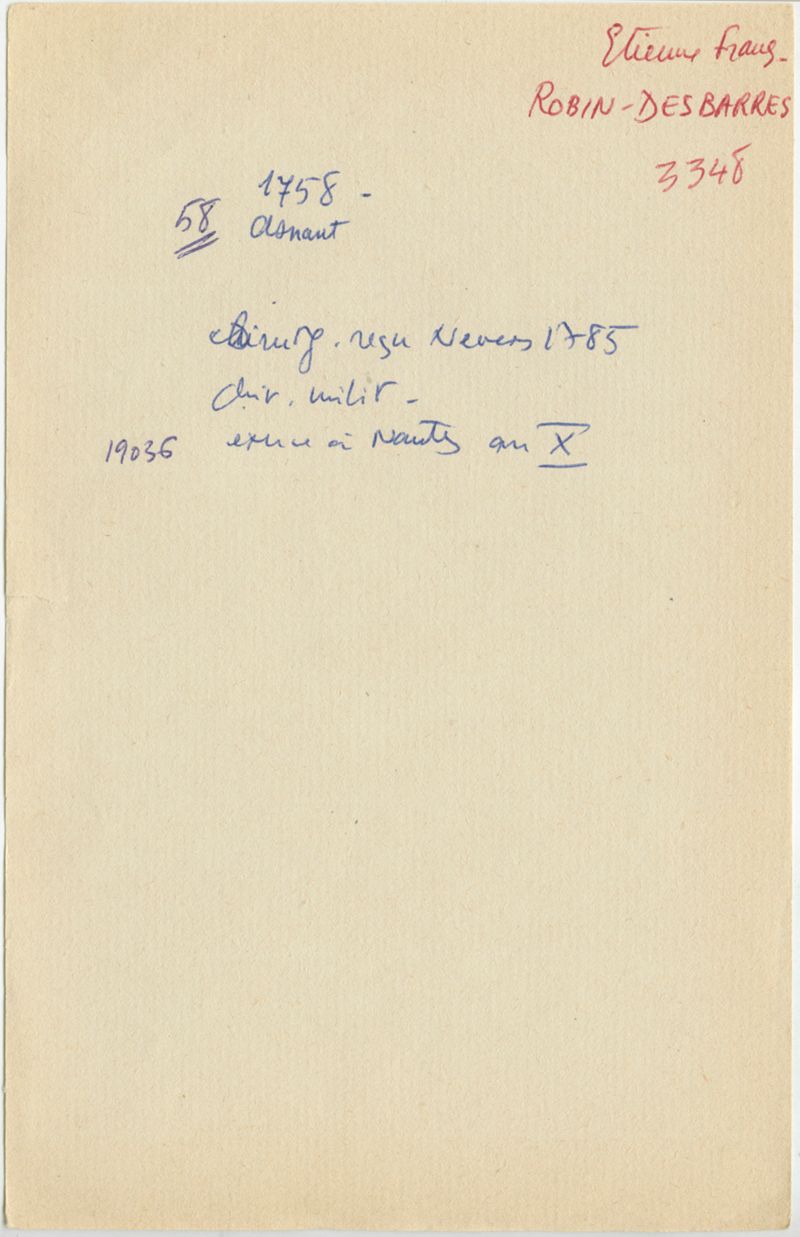 Etienne Franç-
ROBIN-DESBARRES
3348
1758 -
58 Asnant
chirurg. reçu Nevers 1785
chir. milit -
19036 exerce à Nantes an X